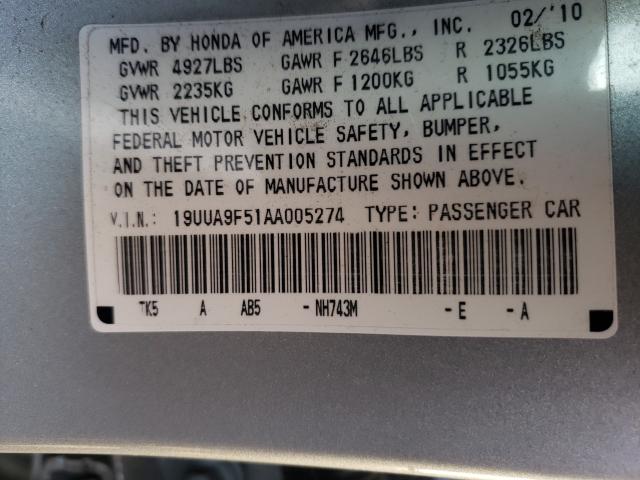 MFD. BY HONDA OF AMERICA MFG., INC. 02/'10
GVWR 4927LBS GAWR F 2646LBS R 2326LBS
GVWR 2235KG GAWR F 1200KG R 1055KG
THIS VEHICLE CONFORMS TO ALL APPLICABLE
FEDERAL MOTOR VEHICLE SAFETY, BUMPER,
AND THEFT PREVENTION STANDARDS IN EFFECT
ON THE DATE OF MANUFACTURE SHOWN ABOVE.
V.I.N.: 19UUA9F51AA005274 TYPE: PASSENGER CAR
TK5 A AB5 -NH743M -E -A